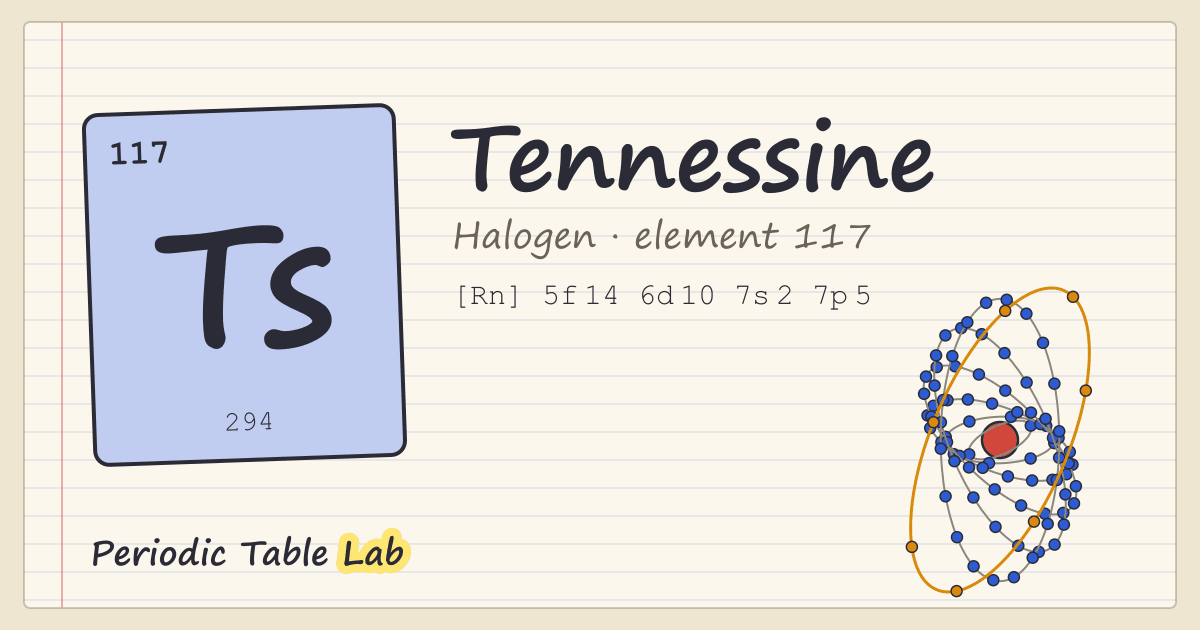 117
Ts
294
Tennessine
Halogen · element 117
[Rn] 5f14 6d10 7s2 7p5
Periodic Table Lab